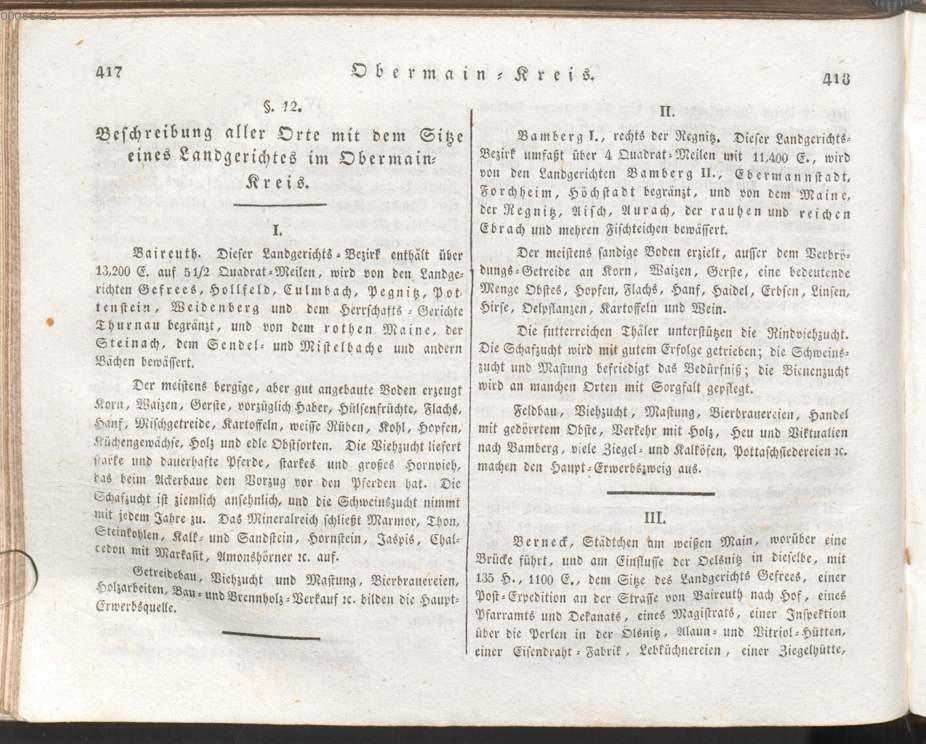 417
Obermain-Kreis.
418
§. 12.
Beschreibung aller Orte mit dem Sitze
eines Landgerichtes im Obermain-
Kreis.
I.
Baireuth. Dieser Landgerichts-Bezirk enthält über
13,200 E. auf 51/2 Quadrat-Meilen, wird von den Landge-
richten Gefrees, Hollfeld, Culmbach, Pegnitz, Pot
tenstein, Weidenberg und dem Herrschafts-Gerichte
Thurnau begränzt, und von dem rothen Maine, der
Steinach, dem Sendel- und Mistelbache und andern
Bächen bewässert.
Der meistens bergige, aber gut angebaute Boden erzeugt
Korn, Waizen, Gerste, vorzüglich Haber, Hülsenfrüchte, Flachs,
Hanf, Mischgetreide, Kartoffeln, weisse Rüben, Kohl, Hopfen,
Küchengewächse, Holz und edle Obstsorten. Die Viehzucht liefert
starke und dauerhafte Pferde, starkes und großes Hornvieh,
das beim Ackerbaue den Vorzug vor den Pferden hat. Die
Schafzucht ist ziemlich ansehnlich, und die Schweinszucht nimmt
mit jedem Jahre zu. Das Mineralreich schließt Marmor, Thon,
Steinkohlen, Kalk- und Sandstein, Hornstein, Jaspis, Chal-
cedon mit Markasit, Amonshörner ꝛc. auf.
Getreidebau, Viehzucht und Mastung, Bierbrauereien,
Holzarbeiten, Bau- und Brennholz-Verkauf ꝛc. bilden die Haupt-
Erwerbsquelle.
II.
Bamberg I., rechts der Regnitz. Dieser Landgerichts-
Bezirk umfaßt über 4 Quadrat-Meilen mit 11,400 E., wird
von den Landgerichten Bamberg II., Ebermannstadt,
Forchheim, Höchstadt begränzt, und von dem Maine,
der Regnitz, Aisch, Aurach, der rauhen und reichen
Ebrach und mehren Fischteichen bewässert.
Der meistens sandige Boden erzielt, ausser dem Verbrö-
dungs-Getreide an Korn, Waizen, Gerste, eine bedeutende
Menge Obstes, Hopfen, Flachs, Hanf, Haidel, Erbsen, Linsen,
Hirse, Oelpflanzen, Kartoffeln und Wein.
Die futterreichen Thäler unterstützen die Rindviehzucht.
Die Schafzucht wird mit gutem Erfolge getrieben; die Schweins-
zucht und Mastung befriedigt das Bedürfniß; die Bienenzucht
wird an manchen Orten mit Sorgfalt gepflegt.
Feldbau, Viehzucht, Mastung, Bierbrauereien, Handel
mit gedöretem Obste, Verkehr mit Holz, Heu und Viktualien
nach Bamberg, viele Ziegel- und Kalköfen, Pottaschsiedereien ꝛc.
machen den Haupt-Erwerbszweig aus.
III.
Berneck, Städtchen am weißen Main, worüber eine
Brücke führt, und am Einflusse der Oelsnitz in dieselbe, mit
135 H., 1100 E., dem Sitze des Landgerichts Gefrees, einer
Post-Expedition an der Strasse von Baireuth nach Hof, eines
Pfarramts und Dekanats, eines Magistrats, einer Inspektion
über die Perlen in der Ölsnitz, Alaun- und Vitriol-Hütten,
einer Eisendraht-Fabrik, Lebküchnereien, einer Ziegelhütte,